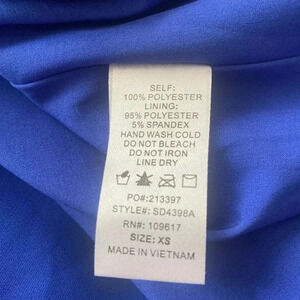 SELF:
100% POLYESTER
LINING:
95% POLYESTER
5% SPANDEX
HAND WASH COLD
DO NOT BLEACH
DO NOT IRON
LINE DRY
PO#:213397
STYLE#: SD4398A
RN#: 109617
SIZE: XS
MADE IN VIETNAM